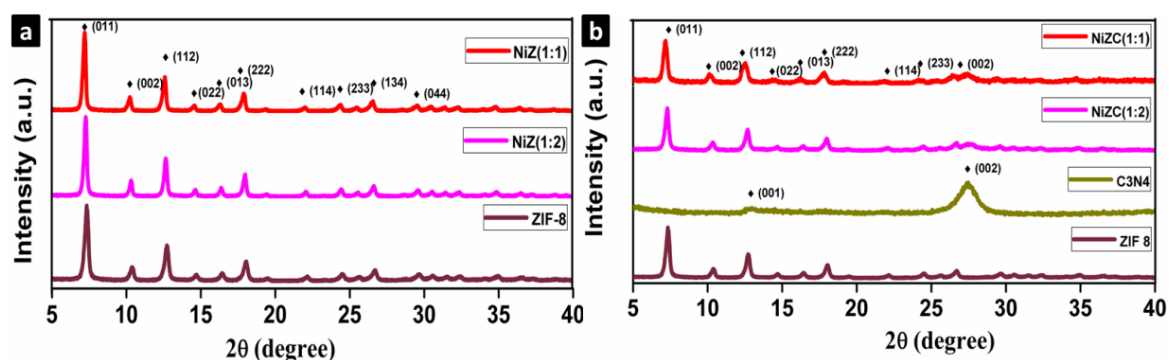 a
Intensity (a.u.)
♦ (011)
♦ (002)
♦ (112)
♦ (022)
♦ (013)
♦ (222)
♦ (114)
♦ (233)
♦ (134)
♦ (044)
NiZ(1:1)
NiZ(1:2)
ZIF-8
5 10 15 20 25 30 35 40
2θ (degree)
b
Intensity (a.u.)
♦ (011)
♦ (002)
♦ (112)
♦ (022)
♦ (013)
♦ (222)
♦ (114)
♦ (233)
♦ (002)
NiZC(1:1)
NiZC(1:2)
♦ (001)
♦ (002)
C3N4
ZIF 8
5 10 15 20 25 30 35 40
2θ (degree)